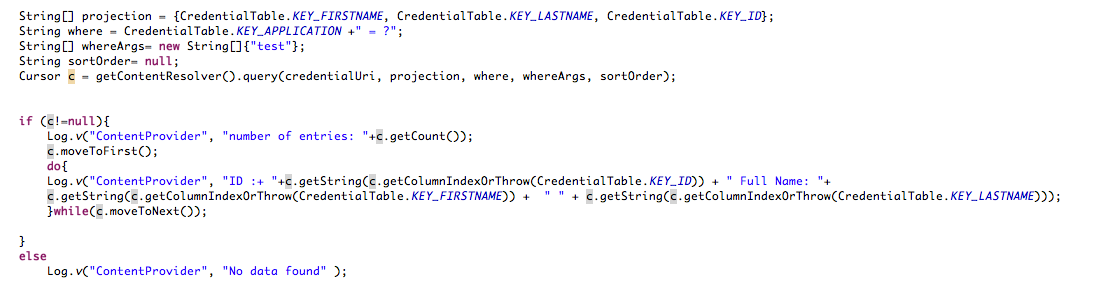 String[] projection = {CredentialTable.KEY_FIRSTNAME, CredentialTable.KEY_LASTNAME, CredentialTable.KEY_ID};
String where = CredentialTable.KEY_APPLICATION +" = ?";
String[] whereArgs= new String[]{"test"};
String sortOrder= null;
Cursor c = getContentResolver().query(credentialUri, projection, where, whereArgs, sortOrder);
if (c!=null){
Log.v("ContentProvider", "number of entries: "+c.getCount());
c.moveToFirst();
do{
Log.v("ContentProvider", "ID :+ "+c.getString(c.getColumnIndexOrThrow(CredentialTable.KEY_ID)) + " Full Name: "+
c.getString(c.getColumnIndexOrThrow(CredentialTable.KEY_FIRSTNAME)) +  " " + c.getString(c.getColumnIndexOrThrow(CredentialTable.KEY_LASTNAME)));
}while(c.moveToNext());
}
else
Log.v("ContentProvider", "No data found" );